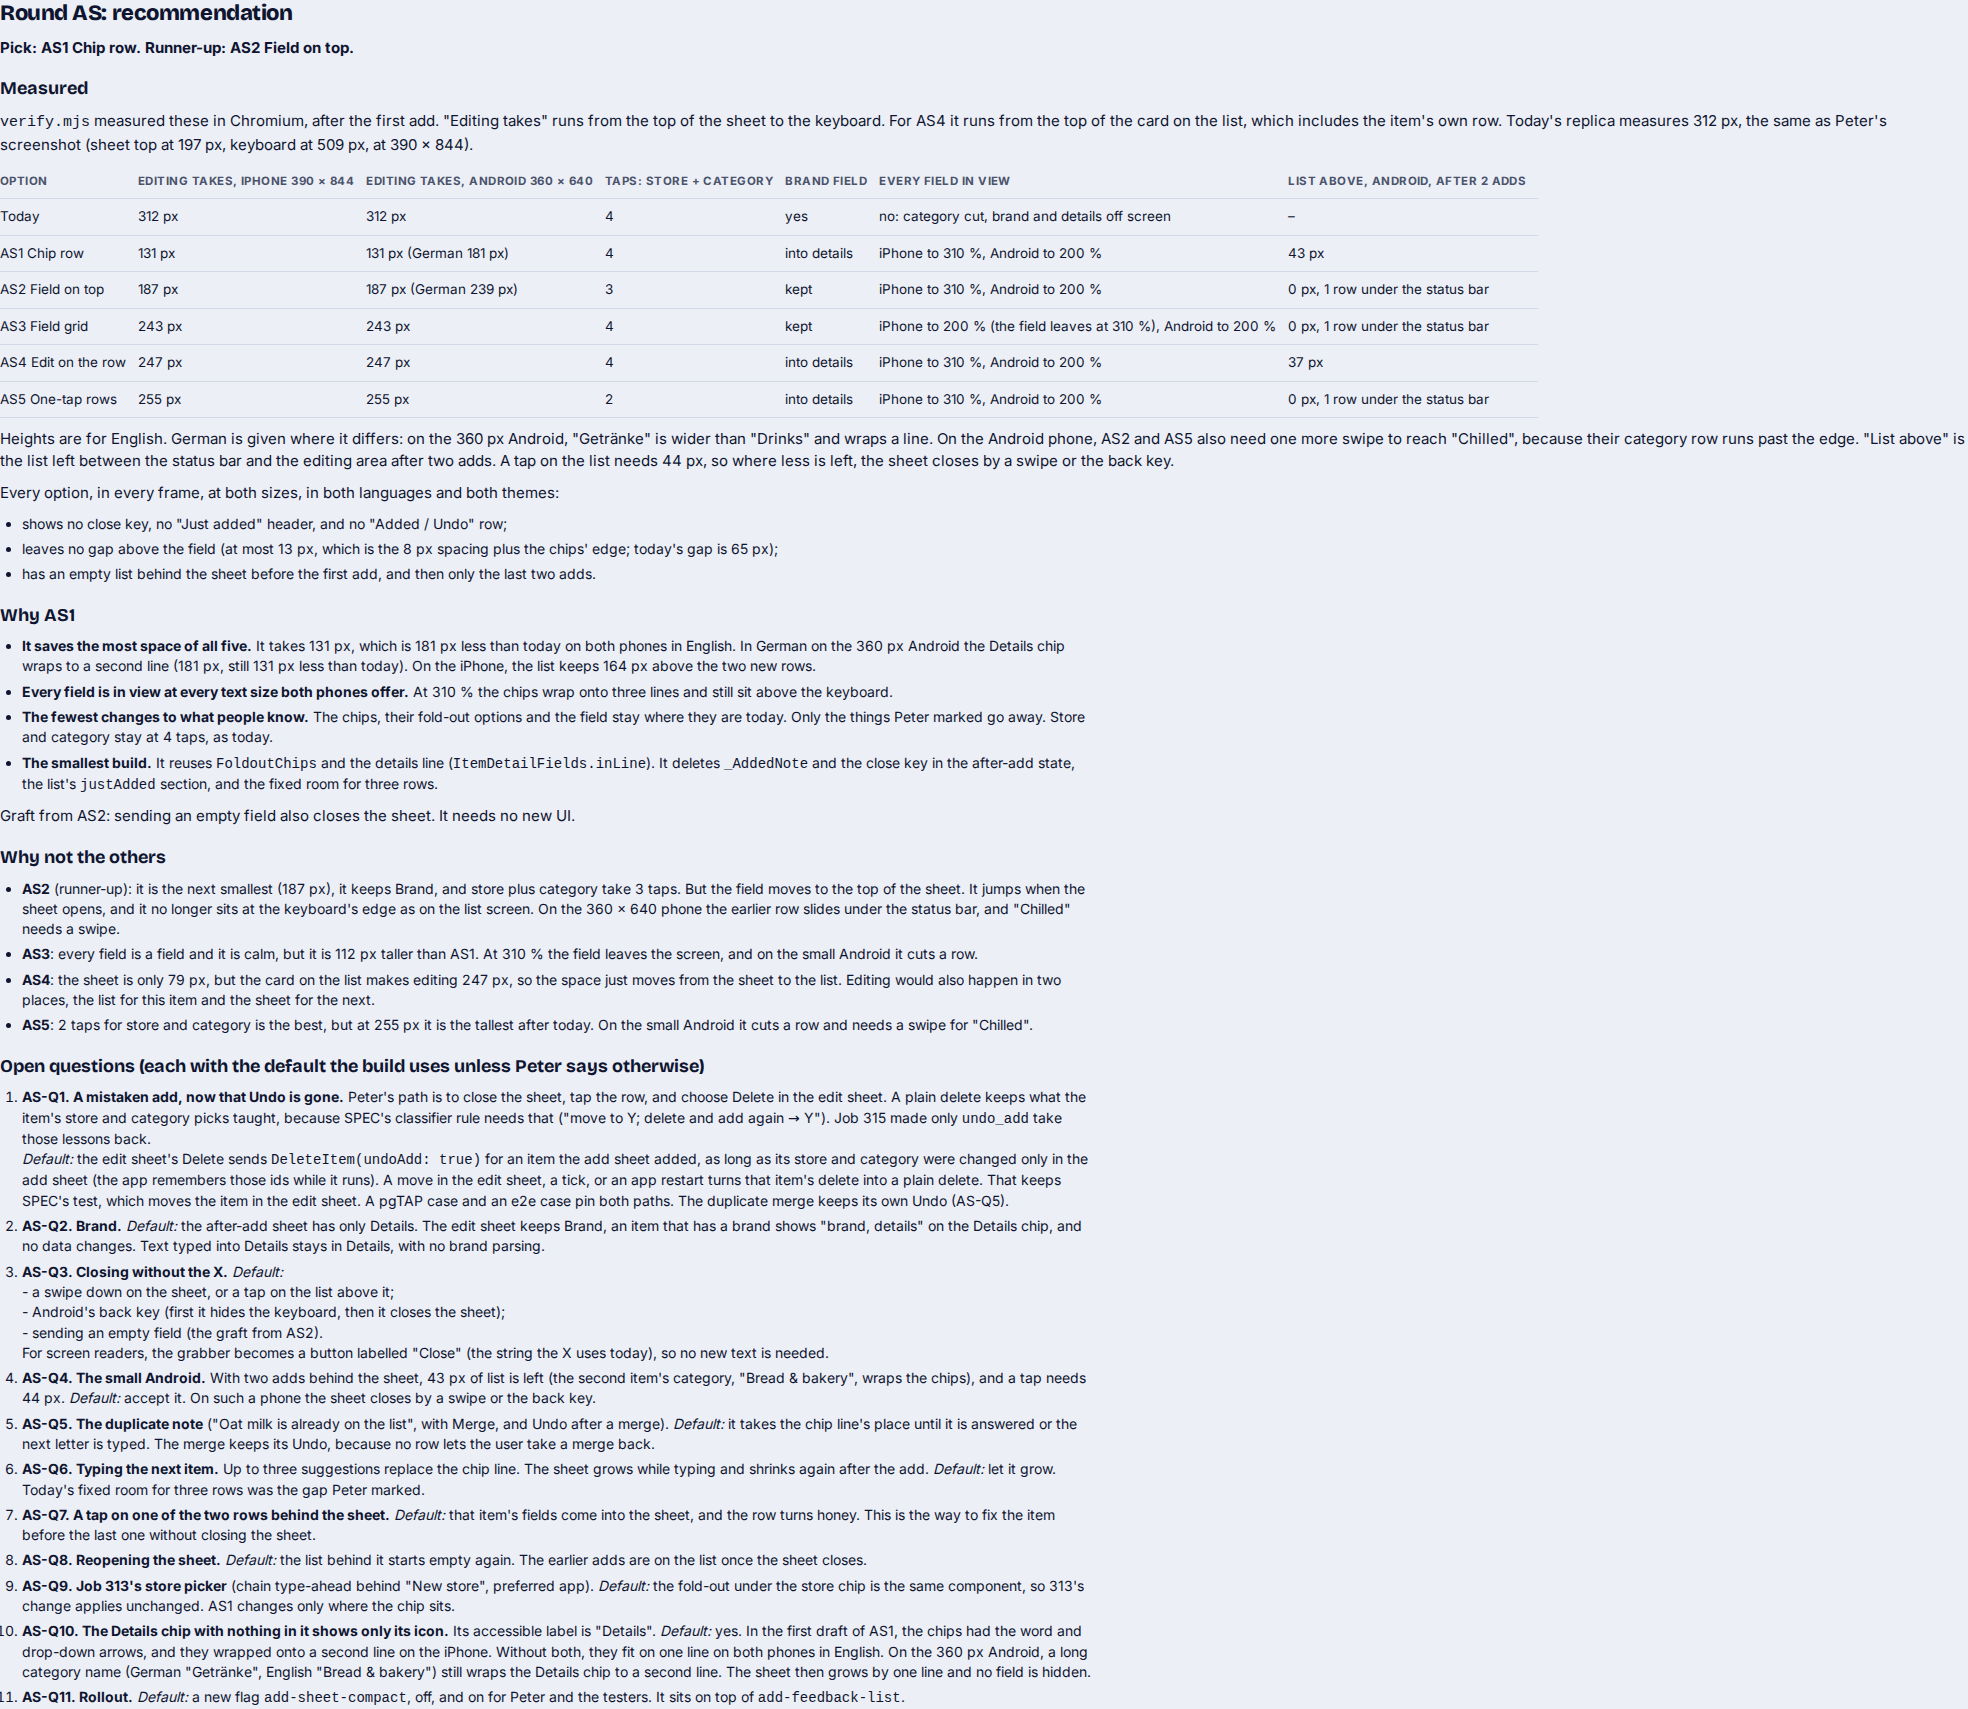 Round AS: recommendation
Pick: AS1 Chip row. Runner-up: AS2 Field on top.
Measured
verify.mjs measured these in Chromium, after the first add. "Editing takes" runs from the top of the sheet to the keyboard. For AS4 it runs from the top of the card on the list, which includes the item's own row. Today's replica measures 312 px, the same as Peter's
screenshot (sheet top at 197 px, keyboard at 509 px, at 390 × 844).
OPTION EDITING TAKES, IPHONE 390 × 844 EDITING TAKES, ANDROID 360 × 640 TAPS: STORE + CATEGORY BRAND FIELD EVERY FIELD IN VIEW LIST ABOVE, ANDROID, AFTER 2 ADDS
Today 312 px 312 px 4 yes no: category cut, brand and details off screen –
AS1 Chip row 131 px 131 px (German 181 px) 4 into details iPhone to 310 %, Android to 200 % 43 px
AS2 Field on top 187 px 187 px (German 239 px) 3 kept iPhone to 310 %, Android to 200 % 0 px, 1 row under the status bar
AS3 Field grid 243 px 243 px 4 kept iPhone to 200 % (the field leaves at 310 %), Android to 200 % 0 px, 1 row under the status bar
AS4 Edit on the row 247 px 247 px 4 into details iPhone to 310 %, Android to 200 % 37 px
AS5 One-tap rows 255 px 255 px 2 into details iPhone to 310 %, Android to 200 % 0 px, 1 row under the status bar
Heights are for English. German is given where it differs: on the 360 px Android, "Getränke" is wider than "Drinks" and wraps a line. On the Android phone, AS2 and AS5 also need one more swipe to reach "Chilled", because their category row runs past the edge. "List above" is
the list left between the status bar and the editing area after two adds. A tap on the list needs 44 px, so where less is left, the sheet closes by a swipe or the back key.
Every option, in every frame, at both sizes, in both languages and both themes:
• shows no close key, no "Just added" header, and no "Added / Undo" row;
• leaves no gap above the field (at most 13 px, which is the 8 px spacing plus the chips' edge; today's gap is 65 px);
• has an empty list behind the sheet before the first add, and then only the last two adds.
Why AS1
• It saves the most space of all five. It takes 131 px, which is 181 px less than today on both phones in English. In German on the 360 px Android the Details chip
wraps to a second line (181 px, still 131 px less than today). On the iPhone, the list keeps 164 px above the two new rows.
• Every field is in view at every text size both phones offer. At 310 % the chips wrap onto three lines and still sit above the keyboard.
• The fewest changes to what people know. The chips, their fold-out options and the field stay where they are today. Only the things Peter marked go away. Store
and category stay at 4 taps, as today.
• The smallest build. It reuses FoldoutChips and the details line (ItemDetailFields.inLine). It deletes _AddedNote and the close key in the after-add state,
the list's justAdded section, and the fixed room for three rows.
Graft from AS2: sending an empty field also closes the sheet. It needs no new UI.
Why not the others
• AS2 (runner-up): it is the next smallest (187 px), it keeps Brand, and store plus category take 3 taps. But the field moves to the top of the sheet. It jumps when the
sheet opens, and it no longer sits at the keyboard's edge as on the list screen. On the 360 × 640 phone the earlier row slides under the status bar, and "Chilled"
needs a swipe.
• AS3: every field is a field and it is calm, but it is 112 px taller than AS1. At 310 % the field leaves the screen, and on the small Android it cuts a row.
• AS4: the sheet is only 79 px, but the card on the list makes editing 247 px, so the space just moves from the sheet to the list. Editing would also happen in two
places, the list for this item and the sheet for the next.
• AS5: 2 taps for store and category is the best, but at 255 px it is the tallest after today. On the small Android it cuts a row and needs a swipe for "Chilled".
Open questions (each with the default the build uses unless Peter says otherwise)
1. AS-Q1. A mistaken add, now that Undo is gone. Peter's path is to close the sheet, tap the row, and choose Delete in the edit sheet. A plain delete keeps what the
item's store and category picks taught, because SPEC's classifier rule needs that ("move to Y; delete and add again → Y"). Job 315 made only undo_add take
those lessons back.
Default: the edit sheet's Delete sends DeleteItem(undoAdd: true) for an item the add sheet added, as long as its store and category were changed only in the
add sheet (the app remembers those ids while it runs). A move in the edit sheet, a tick, or an app restart turns that item's delete into a plain delete. That keeps
SPEC's test, which moves the item in the edit sheet. A pgTAP case and an e2e case pin both paths. The duplicate merge keeps its own Undo (AS-Q5).
2. AS-Q2. Brand. Default: the after-add sheet has only Details. The edit sheet keeps Brand, an item that has a brand shows "brand, details" on the Details chip, and
no data changes. Text typed into Details stays in Details, with no brand parsing.
3. AS-Q3. Closing without the X. Default:
- a swipe down on the sheet, or a tap on the list above it;
- Android's back key (first it hides the keyboard, then it closes the sheet);
- sending an empty field (the graft from AS2).
For screen readers, the grabber becomes a button labelled "Close" (the string the X uses today), so no new text is needed.
4. AS-Q4. The small Android. With two adds behind the sheet, 43 px of list is left (the second item's category, "Bread & bakery", wraps the chips), and a tap needs
44 px. Default: accept it. On such a phone the sheet closes by a swipe or the back key.
5. AS-Q5. The duplicate note ("Oat milk is already on the list", with Merge, and Undo after a merge). Default: it takes the chip line's place until it is answered or the
next letter is typed. The merge keeps its Undo, because no row lets the user take a merge back.
6. AS-Q6. Typing the next item. Up to three suggestions replace the chip line. The sheet grows while typing and shrinks again after the add. Default: let it grow.
Today's fixed room for three rows was the gap Peter marked.
7. AS-Q7. A tap on one of the two rows behind the sheet. Default: that item's fields come into the sheet, and the row turns honey. This is the way to fix the item
before the last one without closing the sheet.
8. AS-Q8. Reopening the sheet. Default: the list behind it starts empty again. The earlier adds are on the list once the sheet closes.
9. AS-Q9. Job 313's store picker (chain type-ahead behind "New store", preferred app). Default: the fold-out under the store chip is the same component, so 313's
change applies unchanged. AS1 changes only where the chip sits.
10. AS-Q10. The Details chip with nothing in it shows only its icon. Its accessible label is "Details". Default: yes. In the first draft of AS1, the chips had the word and
drop-down arrows, and they wrapped onto a second line on the iPhone. Without both, they fit on one line on both phones in English. On the 360 px Android, a long
category name (German "Getränke", English "Bread & bakery") still wraps the Details chip to a second line. The sheet then grows by one line and no field is hidden.
11. AS-Q11. Rollout. Default: a new flag add-sheet-compact, off, and on for Peter and the testers. It sits on top of add-feedback-list.